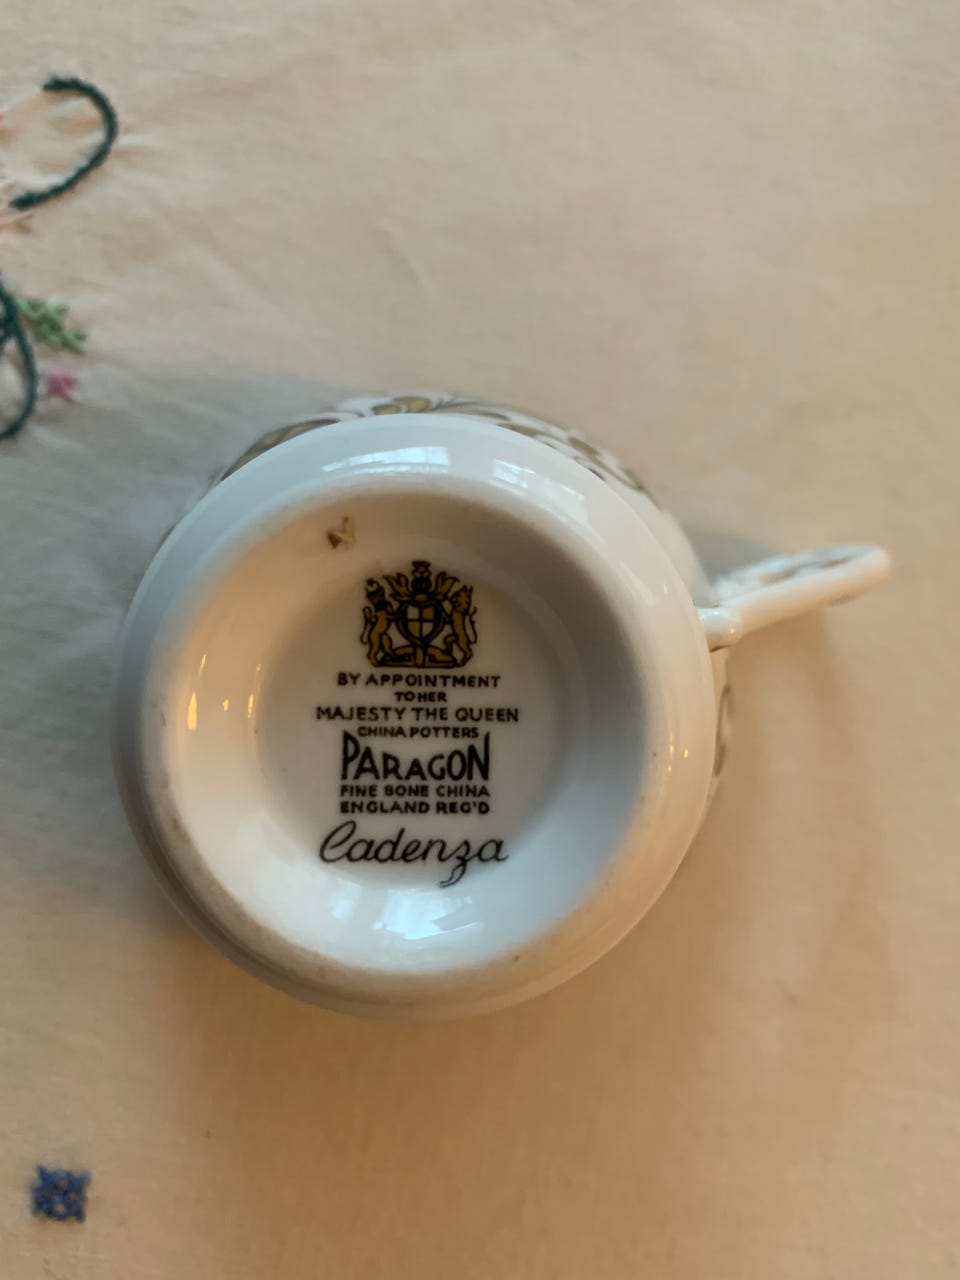 BY APPOINTMENT
TO HER
MAJESTY THE QUEEN
CHINA POTTERS
PARAGON
FINE BONE CHINA
ENGLAND REG'D
Cadenza